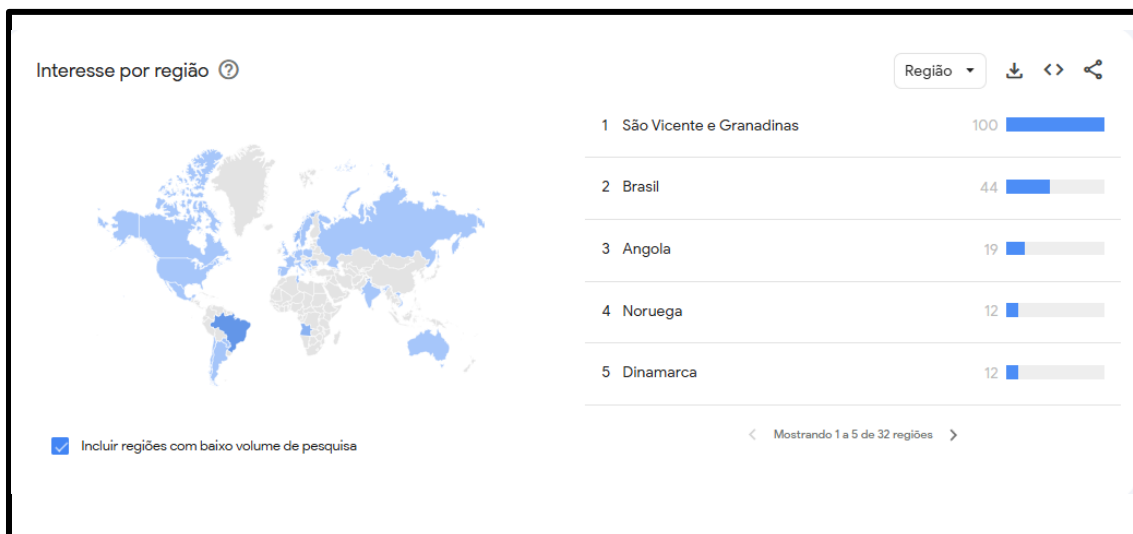 Interesse por região
Região
1 São Vicente e Granadinas 100
2 Brasil 44
3 Angola 19
4 Noruega 12
5 Dinamarca 12
Incluir regiões com baixo volume de pesquisa
Mostrando 1 a 5 de 32 regiões